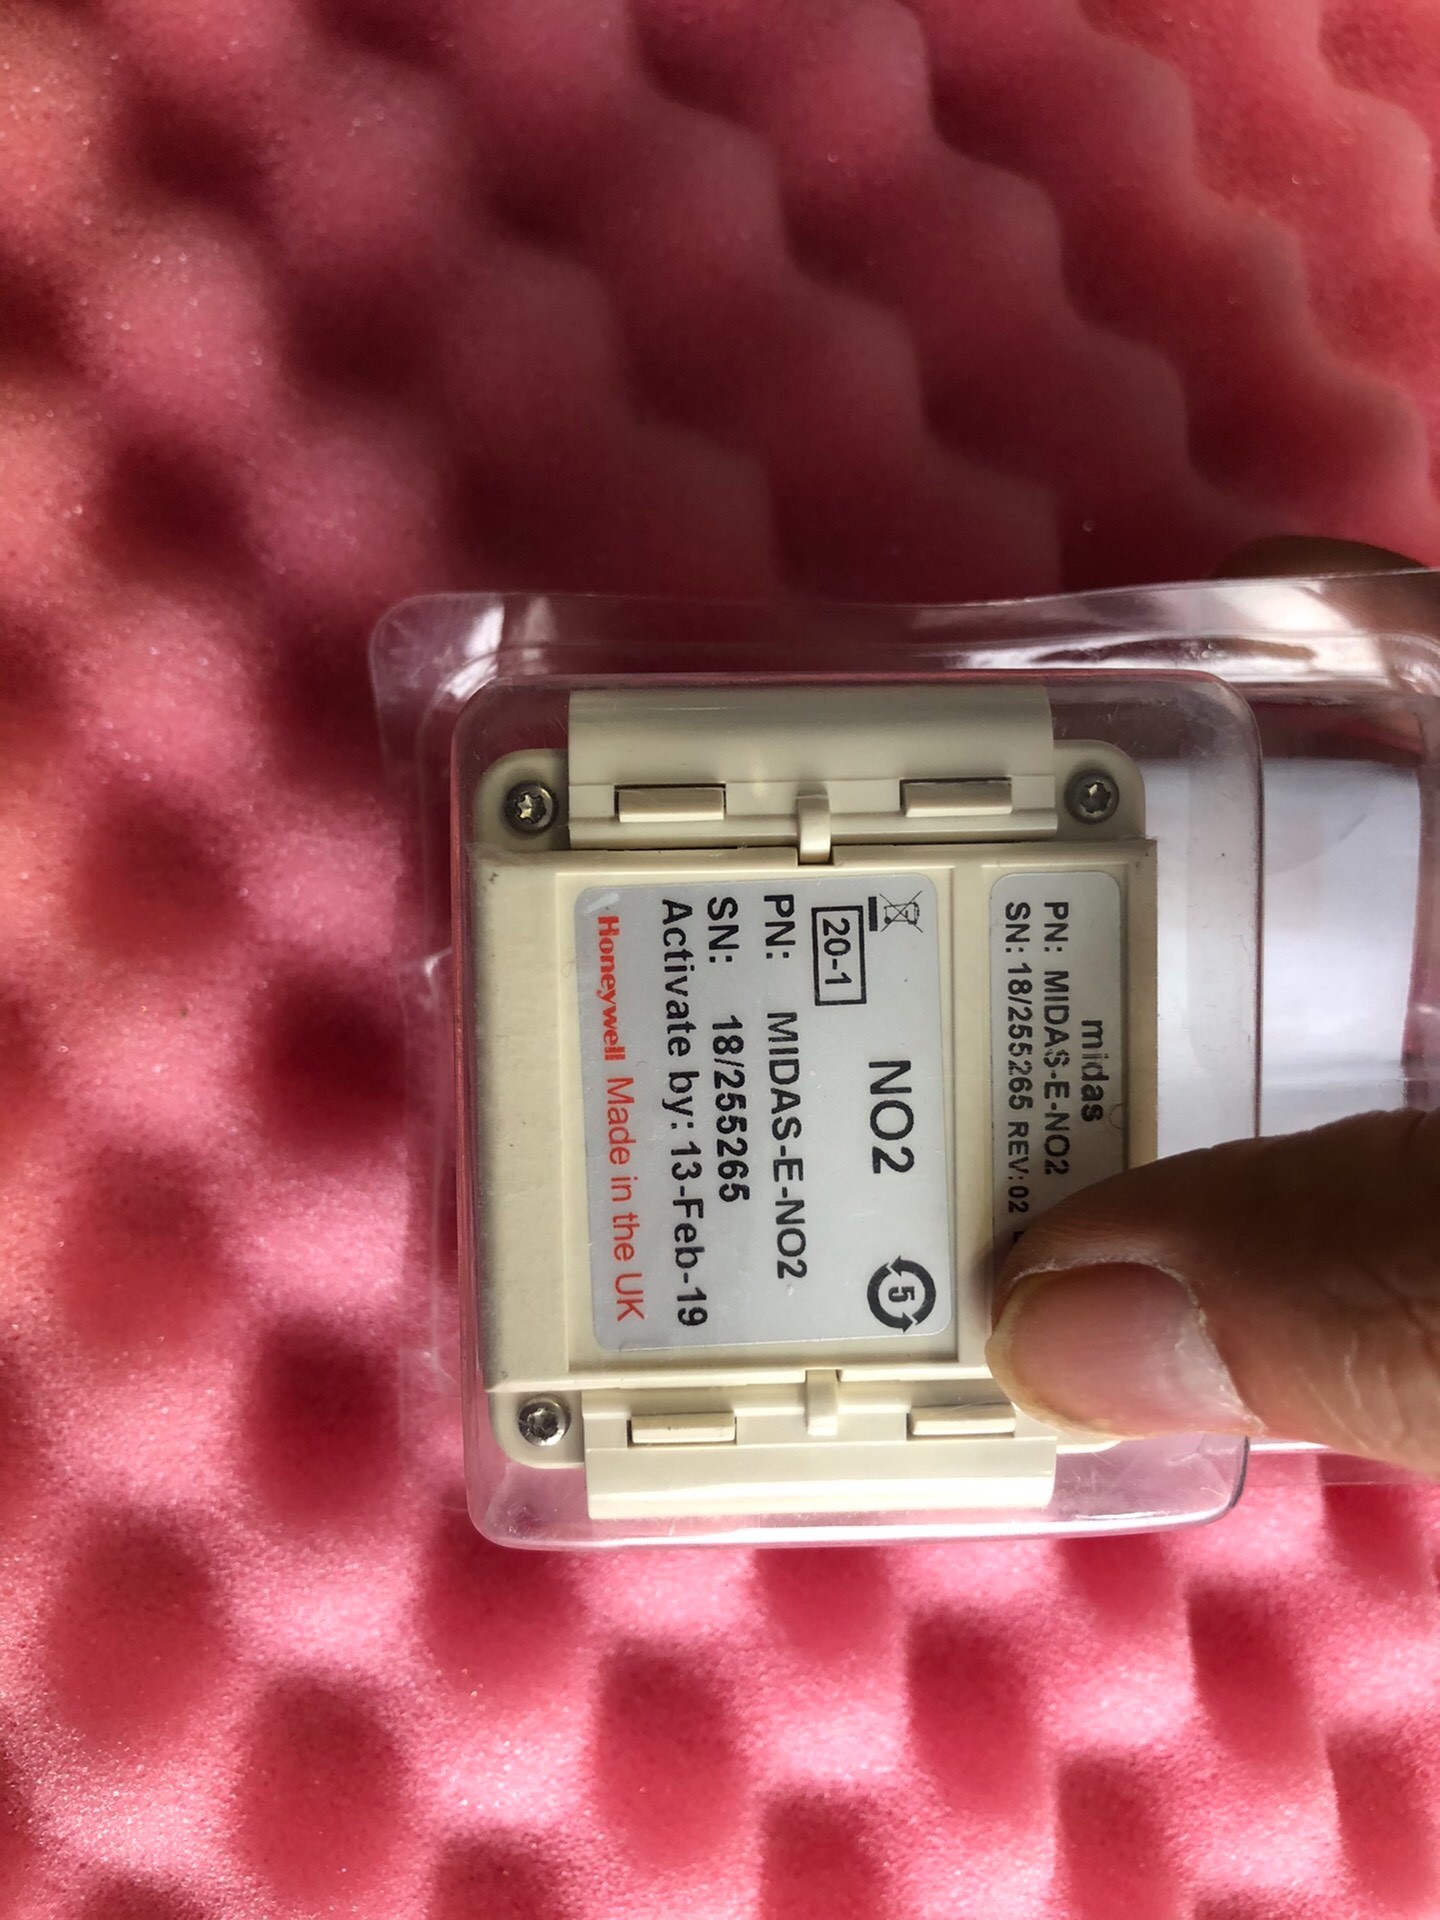 midas
PN: MIDAS-E-NO2
SN: 18/255265 REV:02
NO2
5
20-1
PN: MIDAS-E-NO2
SN: 18/255265
Activate by: 13-Feb-19
Honeywell Made in the UK